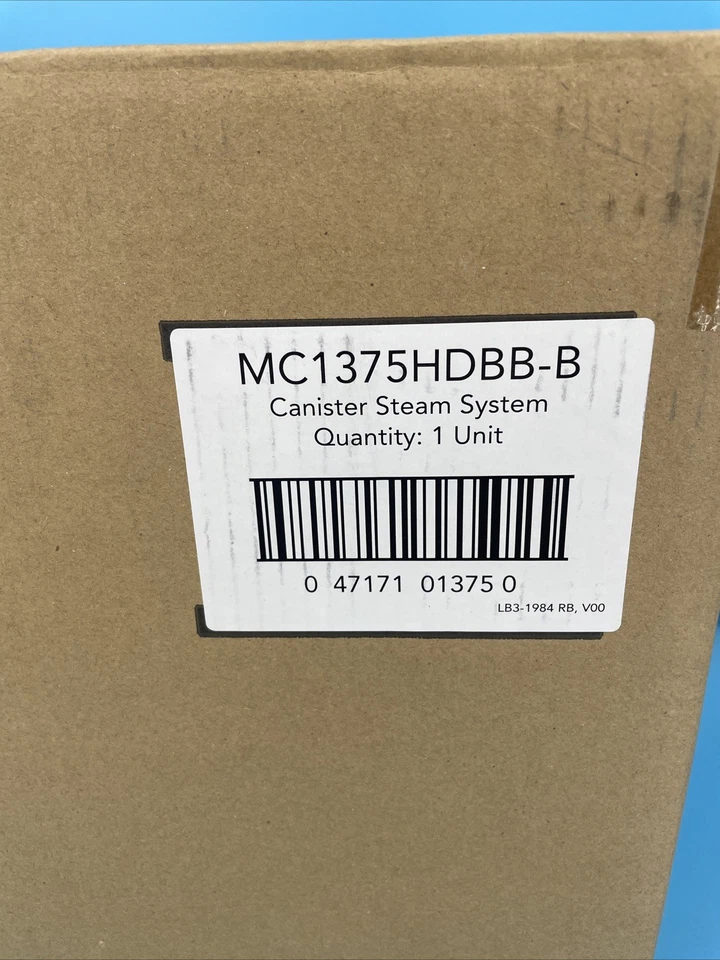 MC1375HDBB-B
Canister Steam System
Quantity: 1 Unit
0 47171 01375 0
LB3-1984 RB, V00